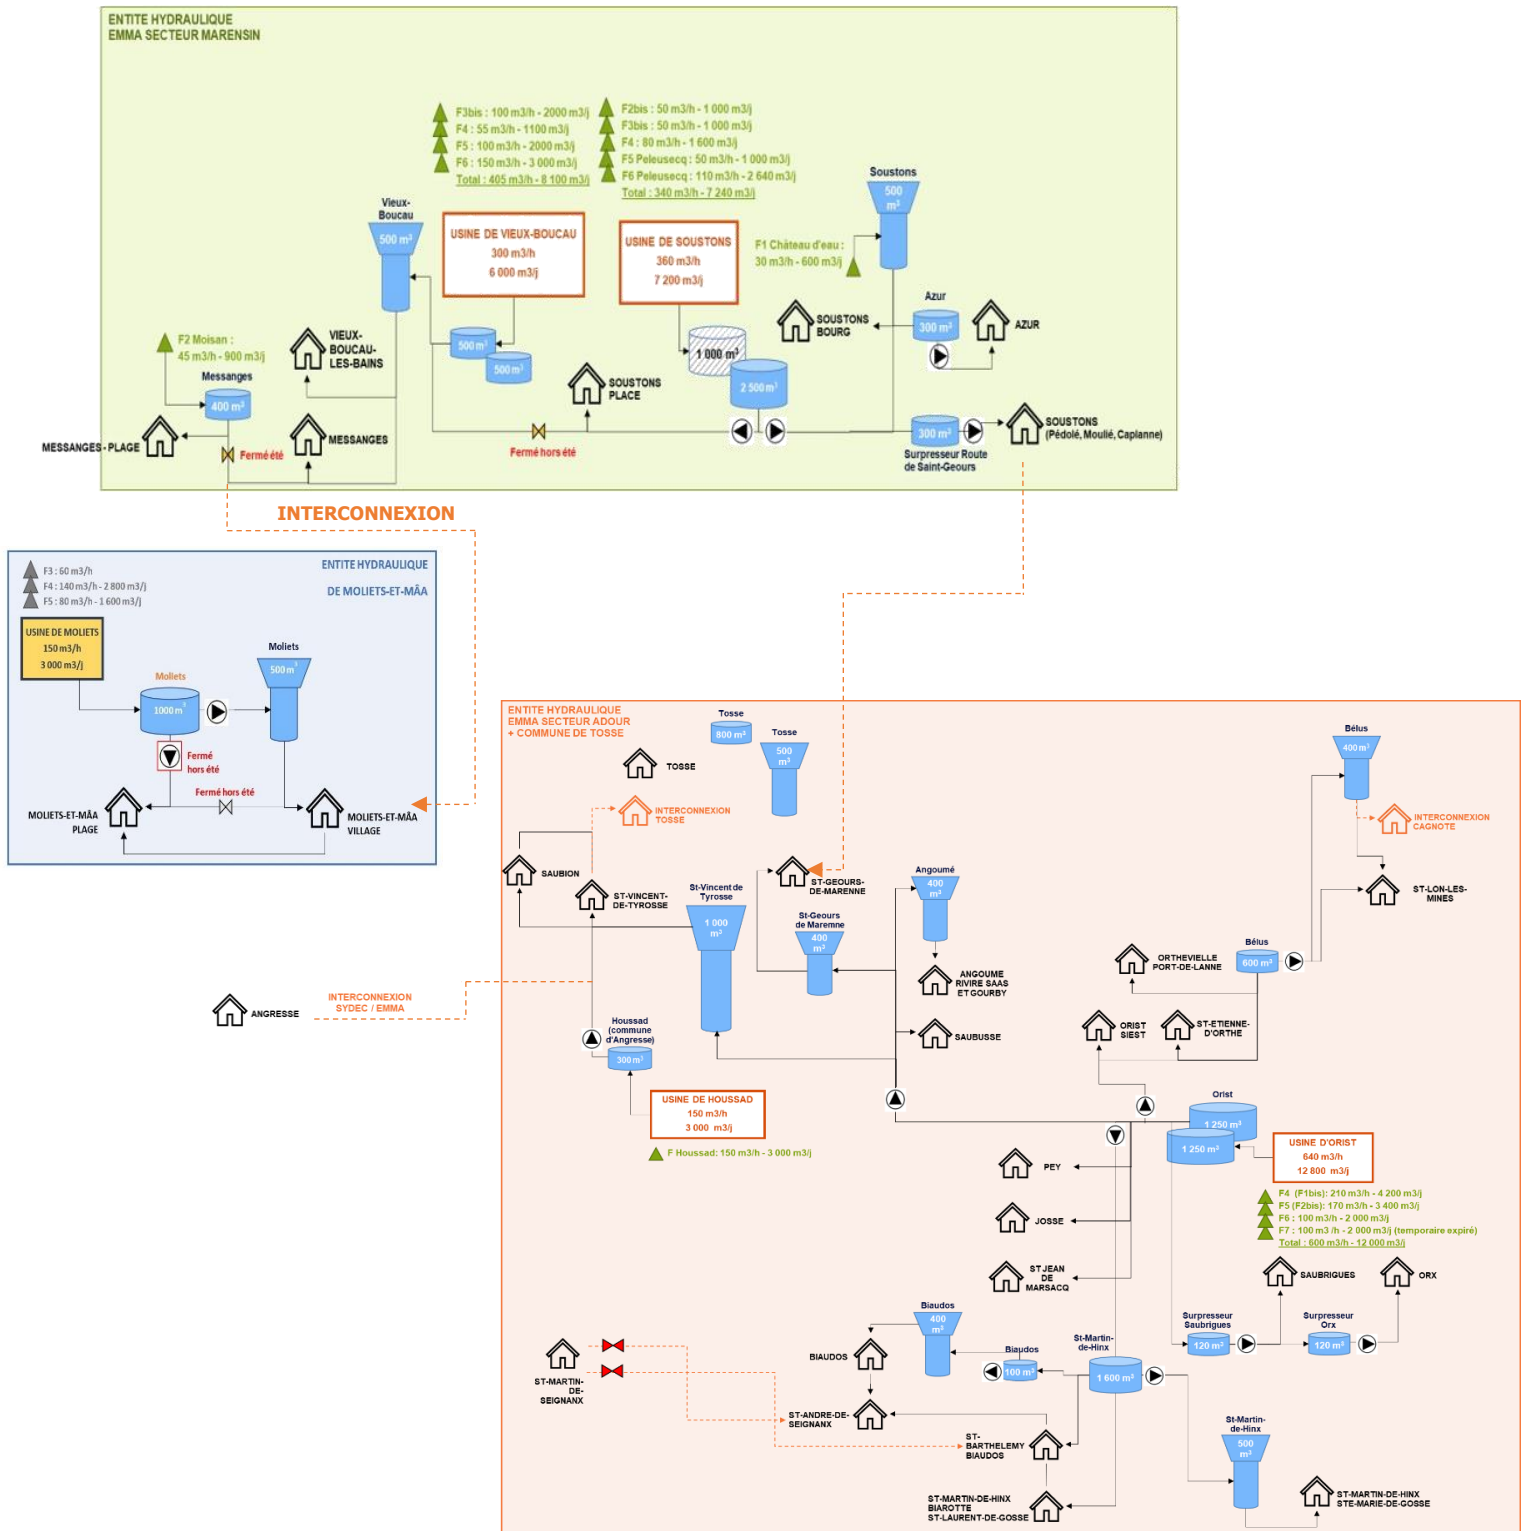 ENTITE HYDRAULIQUE
EMMA SECTEUR MARENSIN
F3bis : 100 m3/h - 2000 m3/j
F4 : 55 m3/h - 1100 m3/j
F5 : 100 m3/h - 2000 m3/j
F6 : 150 m3/h - 3 000 m3/j
Total : 405 m3/h - 8 100 m3/j
F2bis : 50 m3/h - 1 000 m3/j
F3bis : 50 m3/h - 1 000 m3/j
F4 : 80 m3/h - 1 600 m3/j
F5 Peleusecq : 50 m3/h - 1 000 m3/j
F6 Peleusecq : 110 m3/h - 2 640 m3/j
Total : 340 m3/h - 7 240 m3/j
Soustons
500
m³
Vieux-
Boucau
500 m³
USINE DE VIEUX-BOUCAU
300 m3/h
6 000 m3/j
USINE DE SOUSTONS
360 m3/h
7 200 m3/j
F1 Château d'eau :
30 m3/h - 600 m3/j
Azur
300 m³
AZUR
SOUSTONS
BOURG
F2 Moisan :
45 m3/h - 900 m3/j
VIEUX-
BOUCAU-
LES-BAINS
500 m³
500 m³
1 000 m³
2 500 m³
Messanges
400 m³
SOUSTONS
PLACE
MESSANGES - PLAGE
Fermé été
MESSANGES
Fermé hors été
300 m³
Surpresseur Route
de Saint-Geours
SOUSTONS
(Pédolé, Moulié, Caplanne)
INTERCONNEXION
F3 : 60 m3/h
F4 : 140 m3/h - 2 800 m3/j
F5 : 80 m3/h - 1 600 m3/j
ENTITE HYDRAULIQUE
DE MOLIETS-ET-MÂA
USINE DE MOLIETS
150 m3/h
3 000 m3/j
Moliets
1000 m³
Moliets
500 m³
Fermé
hors été
Fermé hors été
MOLIETS-ET-MÂA
PLAGE
MOLIETS-ET-MÂA
VILLAGE
ENTITE HYDRAULIQUE
EMMA SECTEUR ADOUR
+ COMMUNE DE TOSSE
Tosse
800 m³
Tosse
500
m³
TOSSE
INTERCONNEXION
TOSSE
Bélus
400 m³
INTERCONNEXION
CAGNOTE
ST-LON-LES-
MINES
SAUBION
ST-VINCENT-
DE-TYROSSE
St-Vincent de
Tyrosse
1 000
m³
ST-GEOURS-
DE-MARENNE
St-Geours
de Maremne
400
m³
Angoumé
400
m³
ANGOUME
RIVIRE SAAS
ET GOURBY
SAUBUSSE
ORTHEVIELLE
PORT-DE-LANNE
Bélus
600 m³
ORIST
SIEST
ST-ETIENNE-
D'ORTHE
ANGRESSE
INTERCONNEXION
SYDEC / EMMA
Houssad
(commune
d'Angresse)
300 m³
USINE DE HOUSSAD
150 m3/h
3 000 m3/j
F Houssad: 150 m3/h - 3 000 m3/j
Orist
1 250 m³
1 250 m³
USINE D'ORIST
640 m3/h
12 800 m3/j
F4 (F1bis): 210 m3/h - 4 200 m3/j
F5 (F2bis): 170 m3/h - 3 400 m3/j
F6 : 100 m3/h - 2 000 m3/j
F7 : 100 m3 /h - 2 000 m3/j (temporaire expiré)
Total : 600 m3/h - 12 000 m3/j
PEY
JOSSE
ST JEAN
DE
MARSACQ
SAUBRIGUES
ORX
Surpresseur
Saubrigues
120 m³
Surpresseur
Orx
120 m³
Biaudos
400
m³
BIAUDOS
Biaudos
100 m³
St-Martin-
de-Hinx
1 600 m³
ST-MARTIN-
DE-
SEIGNANX
ST-ANDRE-DE-
SEIGNANX
ST-
BARTHELEMY
BIAUDOS
St-Martin-
de-Hinx
500
m³
ST-MARTIN-DE-HINX
BIAROTTE
ST-LAURENT-DE-GOSSE
ST-MARTIN-DE-HINX
STE-MARIE-DE-GOSSE